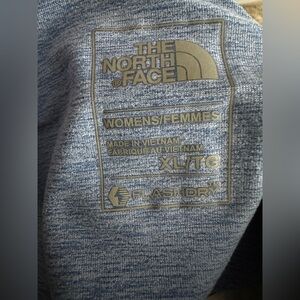 THE
NORTH
FACE
WOMENS/FEMMES
MADE IN VIETNAM
FABRIQUÉ AU VIETNAM
XL/TG
FLASHDRY